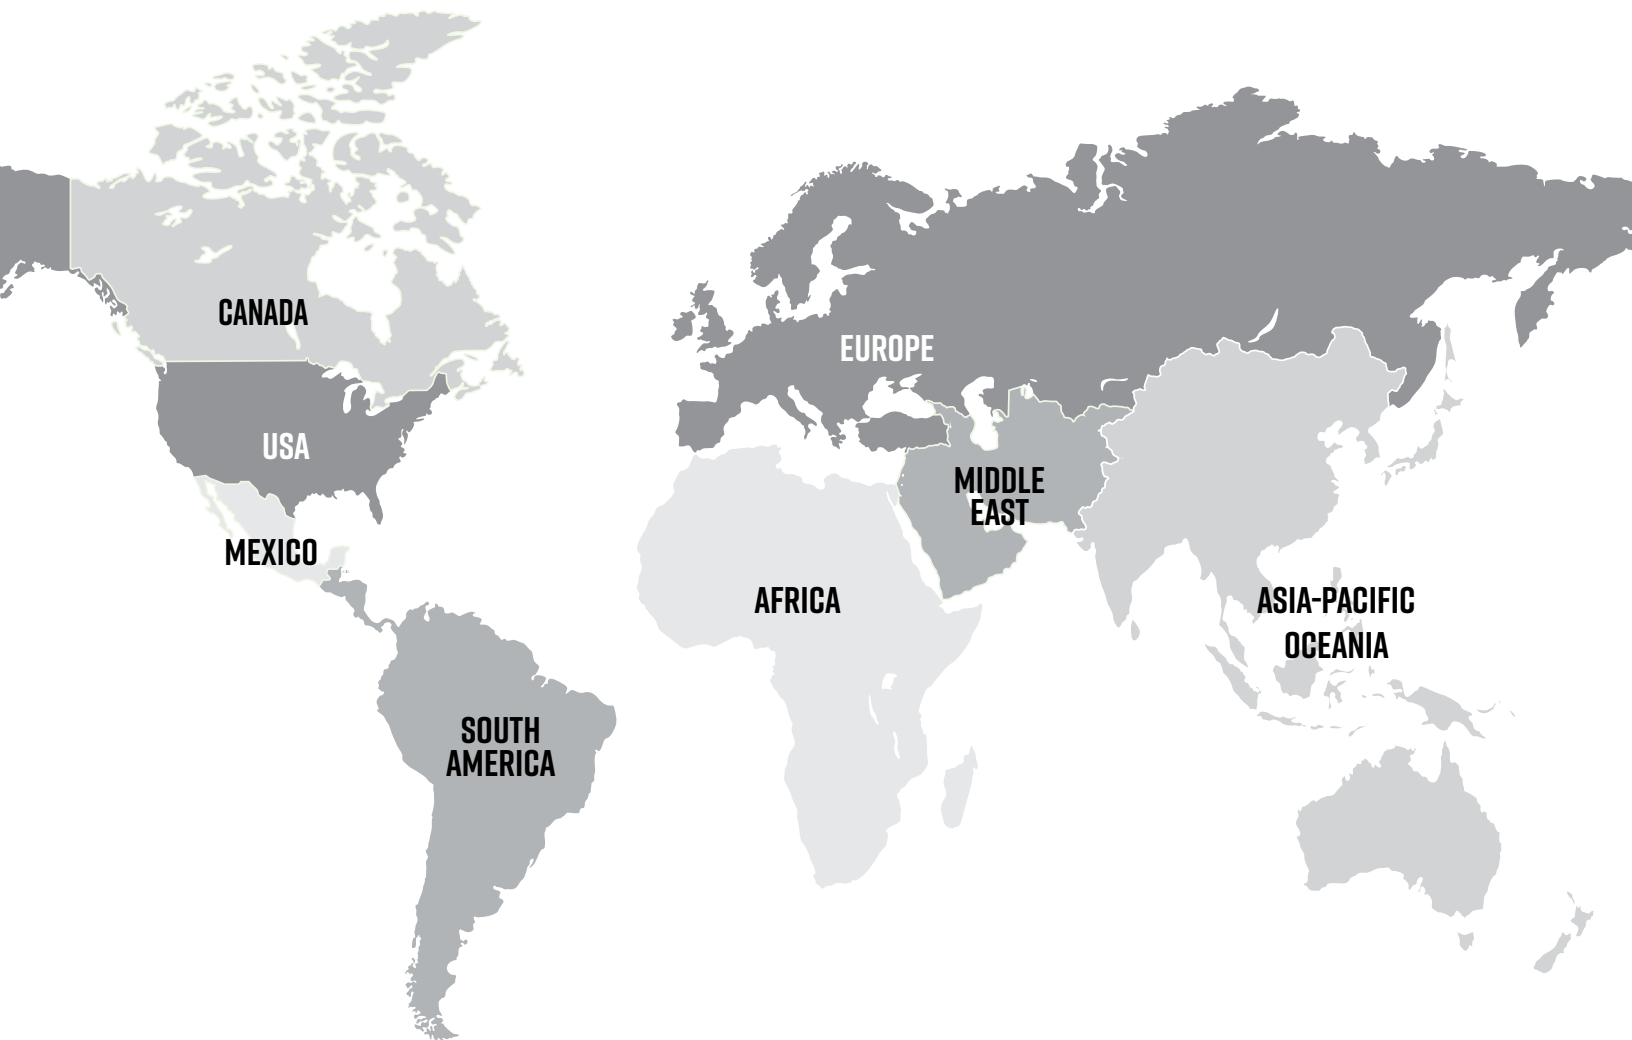 CANADA
EUROPE
USA
MIDDLE
EAST
MEXICO
AFRICA
ASIA-PACIFIC
OCEANIA
SOUTH
AMERICA